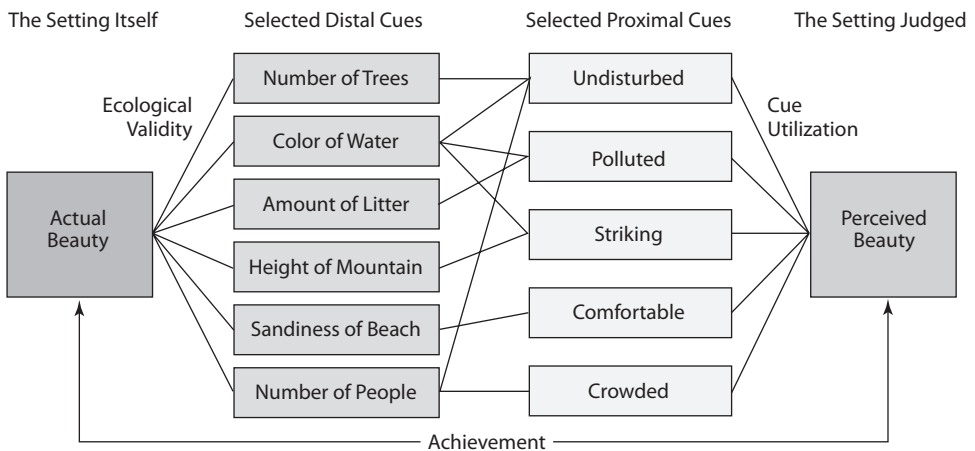 The Setting Itself
Selected Distal Cues
Selected Proximal Cues
The Setting Judged
Ecological
Validity
Actual
Beauty
Number of Trees
Color of Water
Amount of Litter
Height of Mountain
Sandiness of Beach
Number of People
Undisturbed
Polluted
Striking
Comfortable
Crowded
Cue
Utilization
Perceived
Beauty
Achievement